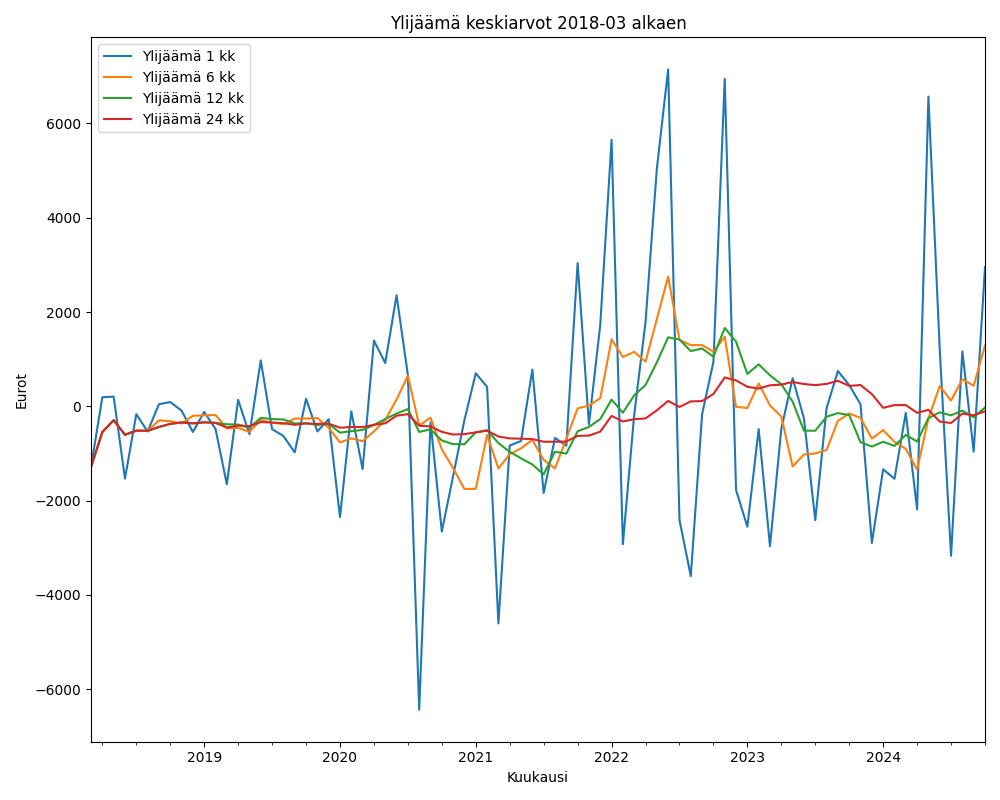 Ylijäämä keskiarvot 2018-03 alkaen
Ylijäämä 1 kk
Ylijäämä 6 kk
Ylijäämä 12 kk
Ylijäämä 24 kk
Eurot
6000
4000
2000
0
−2000
−4000
−6000
2019
2020
2021
2022
2023
2024
Kuukausi